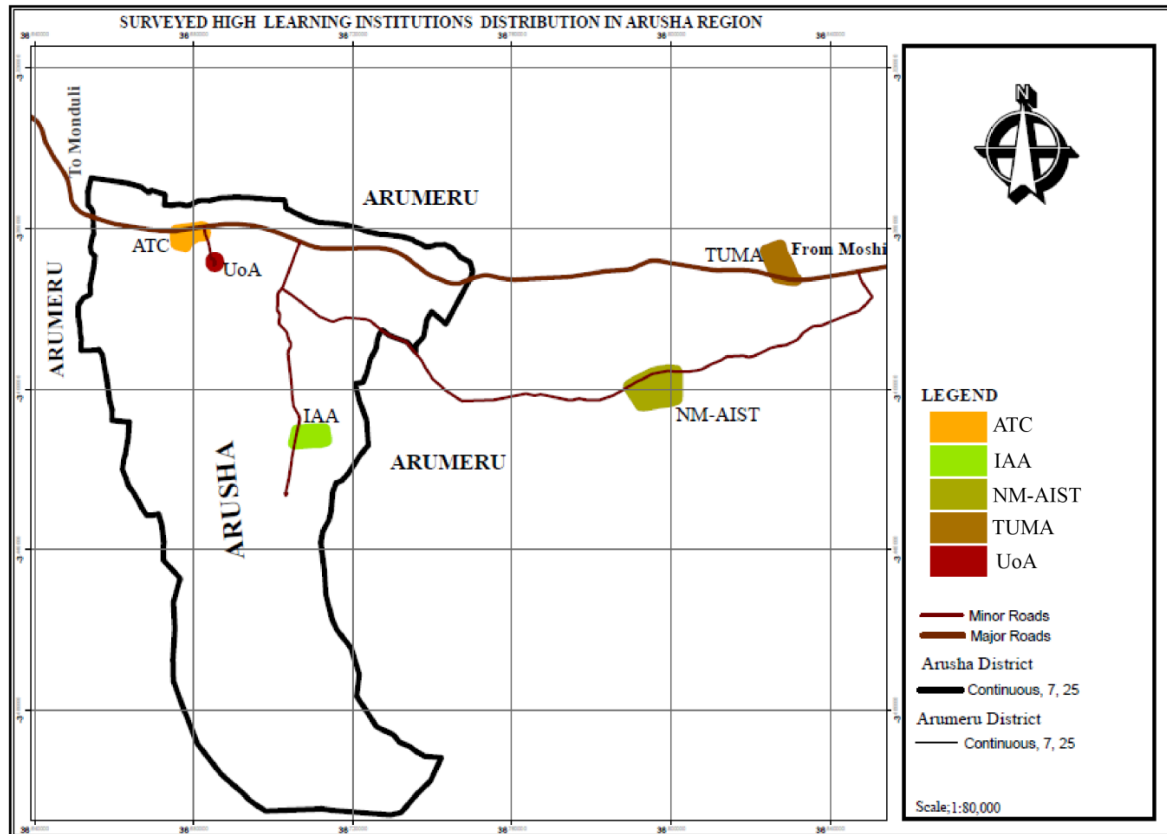 SURVEYED HIGH LEARNING INSTITUTIONS DISTRIBUTION IN ARUSHA REGION
To Monduli
N
ARUMERU
ATC
UoA
TUMA
From Moshi
ARUMERU
IAA
NM-AIST
ARUMERU
ARUSHA
LEGEND
ATC
IAA
NM-AIST
TUMA
UoA
Minor Roads
Major Roads
Arusha District
Continuous, 7, 25
Arumeru District
Continuous, 7, 25
Scale;1:80,000